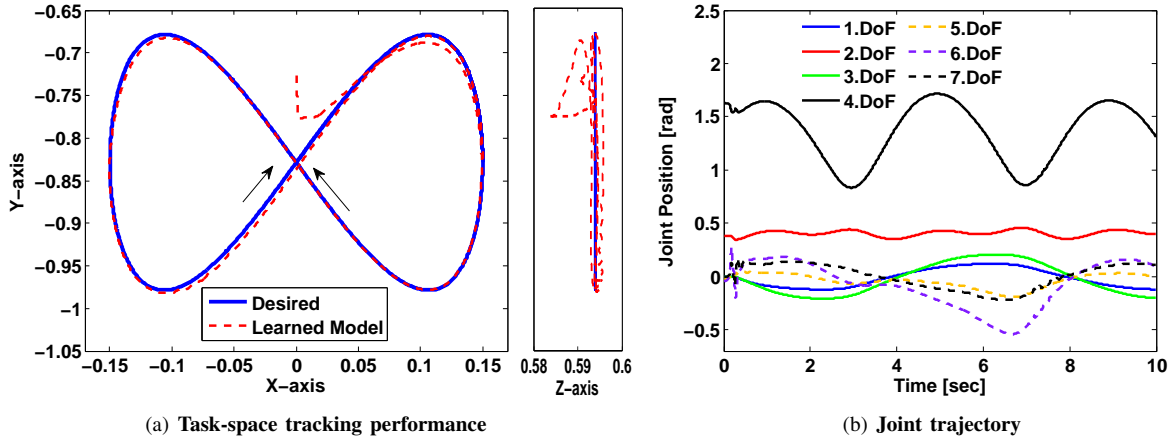 −0.65
−0.7
−0.75
−0.8
−0.85
−0.9
−0.95
−1
−1.05
Y−axis
Desired
Learned Model
−0.15 −0.1 −0.05 0 0.05 0.1 0.15
X−axis
0.58 0.59 0.6
Z−axis
(a) Task-space tracking performance
2.5
2
1.5
1
0.5
0
−0.5
Joint Position [rad]
1.DoF
2.DoF
3.DoF
4.DoF
5.DoF
6.DoF
7.DoF
0 2 4 6 8 10
Time [sec]
(b) Joint trajectory